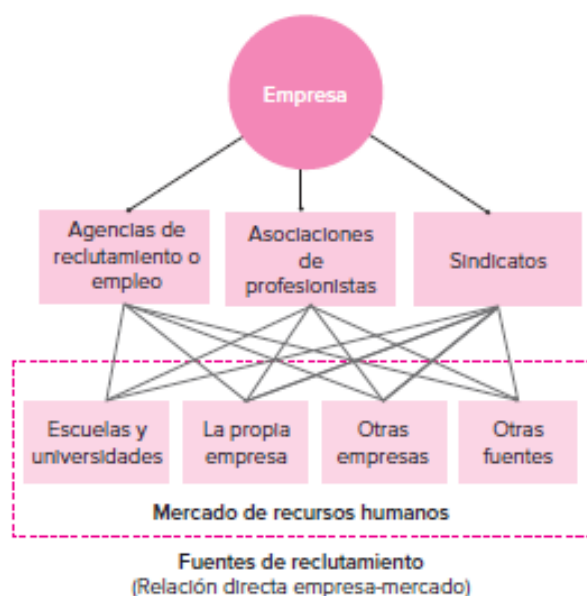 Empresa
Agencias de
reclutamiento o
empleo
Asociaciones
de
profesionistas
Sindicatos
Escuelas y
universidades
La propia
empresa
Otras
empresas
Otras
fuentes
Mercado de recursos humanos
Fuentes de reclutamiento
(Relación directa empresa-mercado)